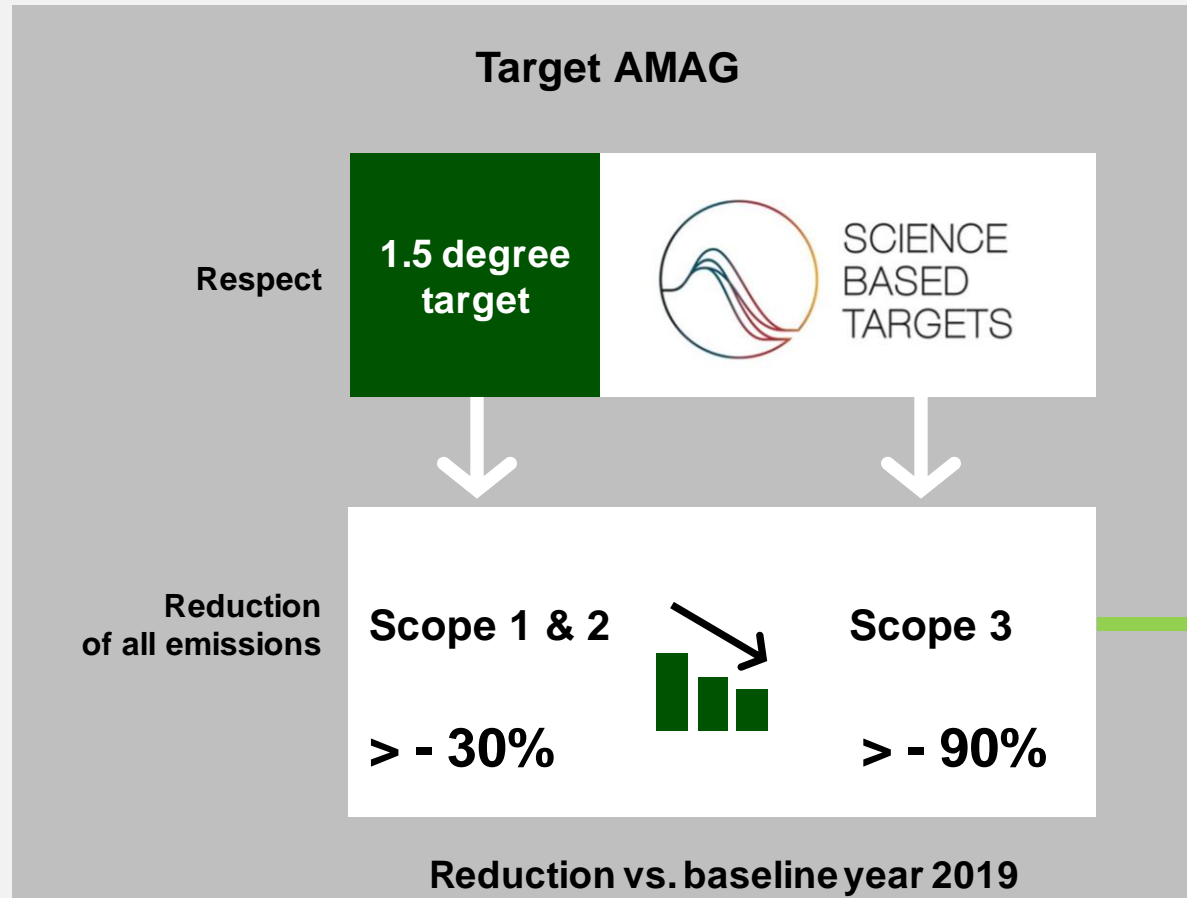 Target AMAG
Respect
1.5 degree
target
SCIENCE
BASED
TARGETS
Reduction
of all emissions
Scope 1 & 2
Scope 3
> - 30%
> - 90%
Reduction vs. baseline year 2019